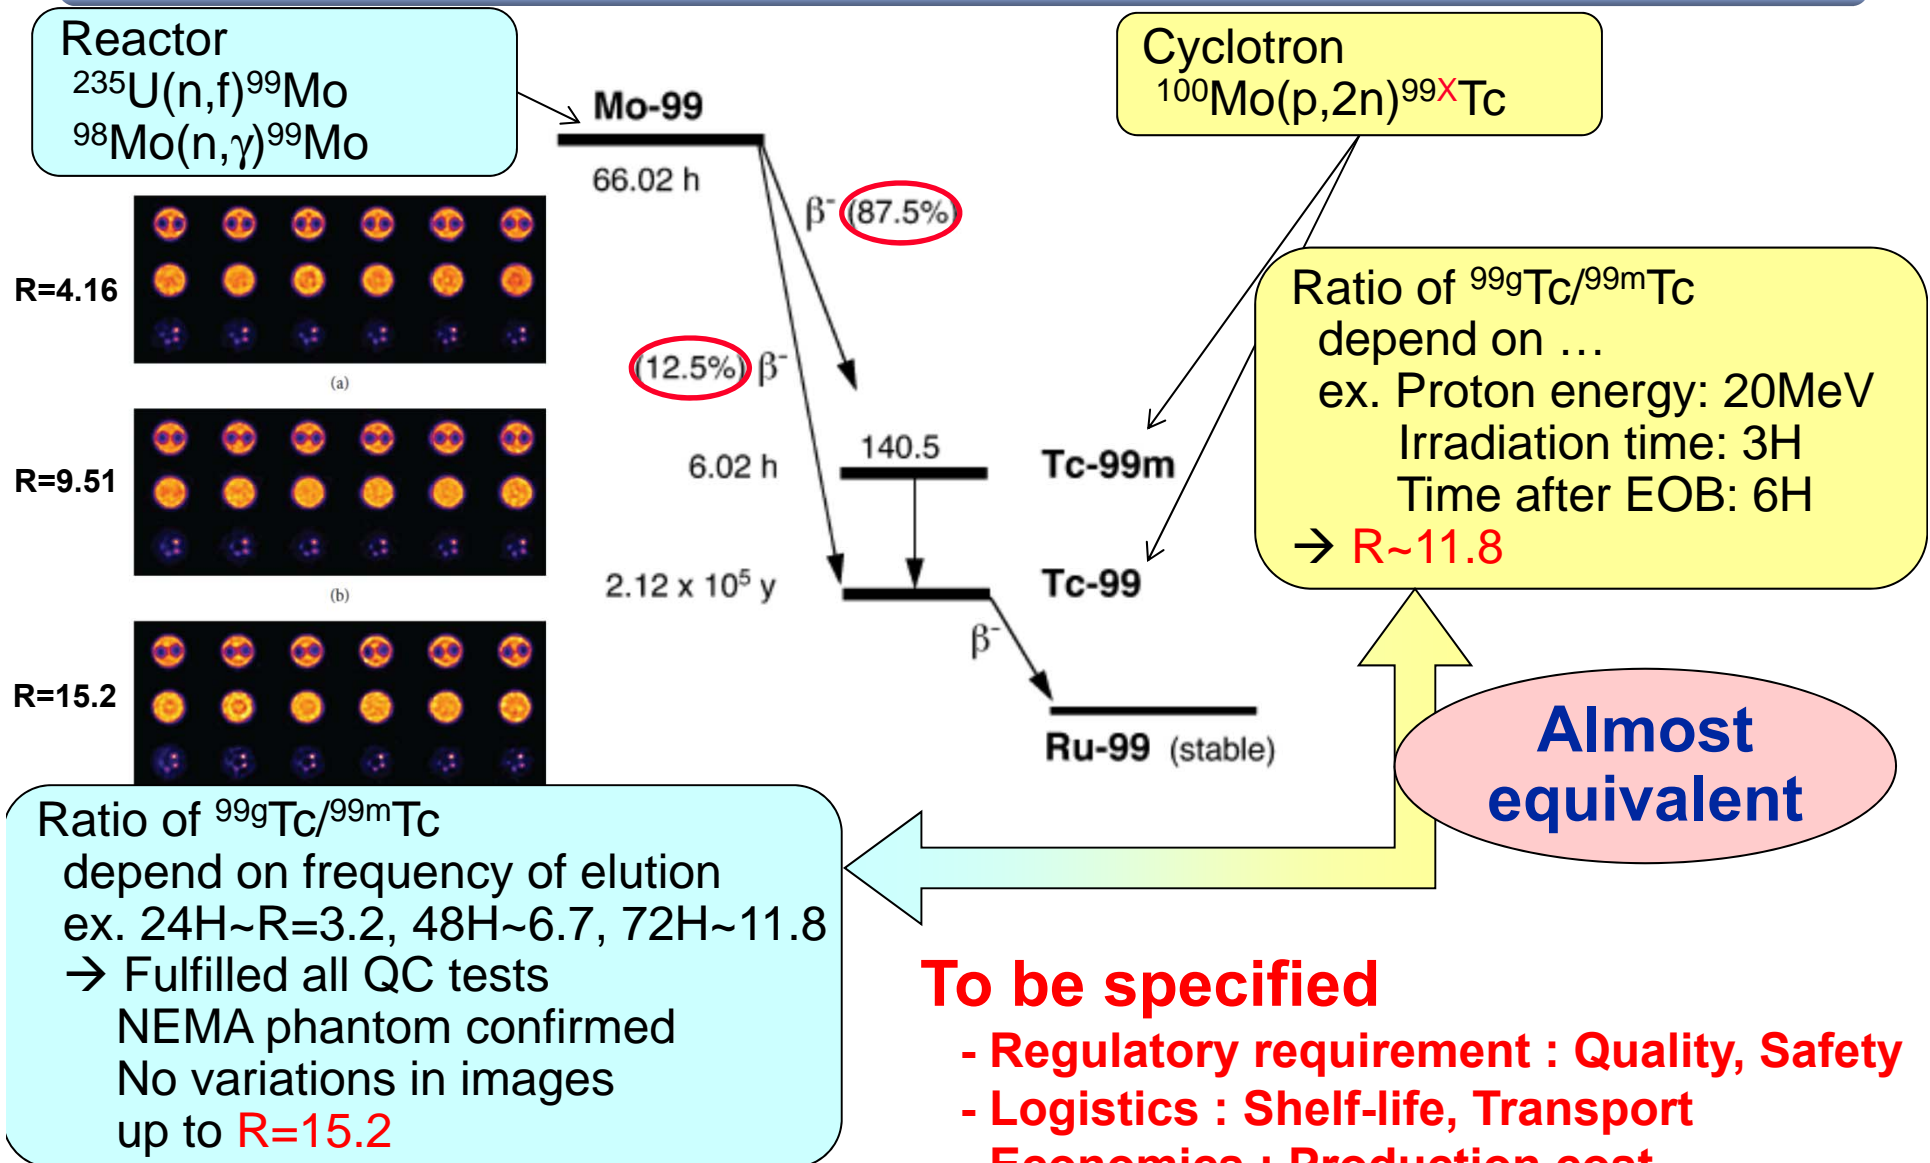 Reactor
²³⁵U(n,f)⁹⁹Mo
⁹⁸Mo(n,γ)⁹⁹Mo
Cyclotron
¹⁰⁰Mo(p,2n)⁹⁹ˣTc
Mo-99
66.02 h
β⁻ (87.5%)
(12.5%) β⁻
6.02 h
140.5
Tc-99m
2.12 x 10⁵ y
Tc-99
β⁻
Ru-99 (stable)
R=4.16
(a)
R=9.51
(b)
R=15.2
Ratio of ⁹⁹ᵍTc/⁹⁹ᵐTc
depend on …
ex. Proton energy: 20MeV
Irradiation time: 3H
Time after EOB: 6H
→ R~11.8
Almost
equivalent
Ratio of ⁹⁹ᵍTc/⁹⁹ᵐTc
depend on frequency of elution
ex. 24H~R=3.2, 48H~6.7, 72H~11.8
→ Fulfilled all QC tests
NEMA phantom confirmed
No variations in images
up to R=15.2
To be specified
- Regulatory requirement : Quality, Safety
- Logistics : Shelf-life, Transport
- Economics : Production cost